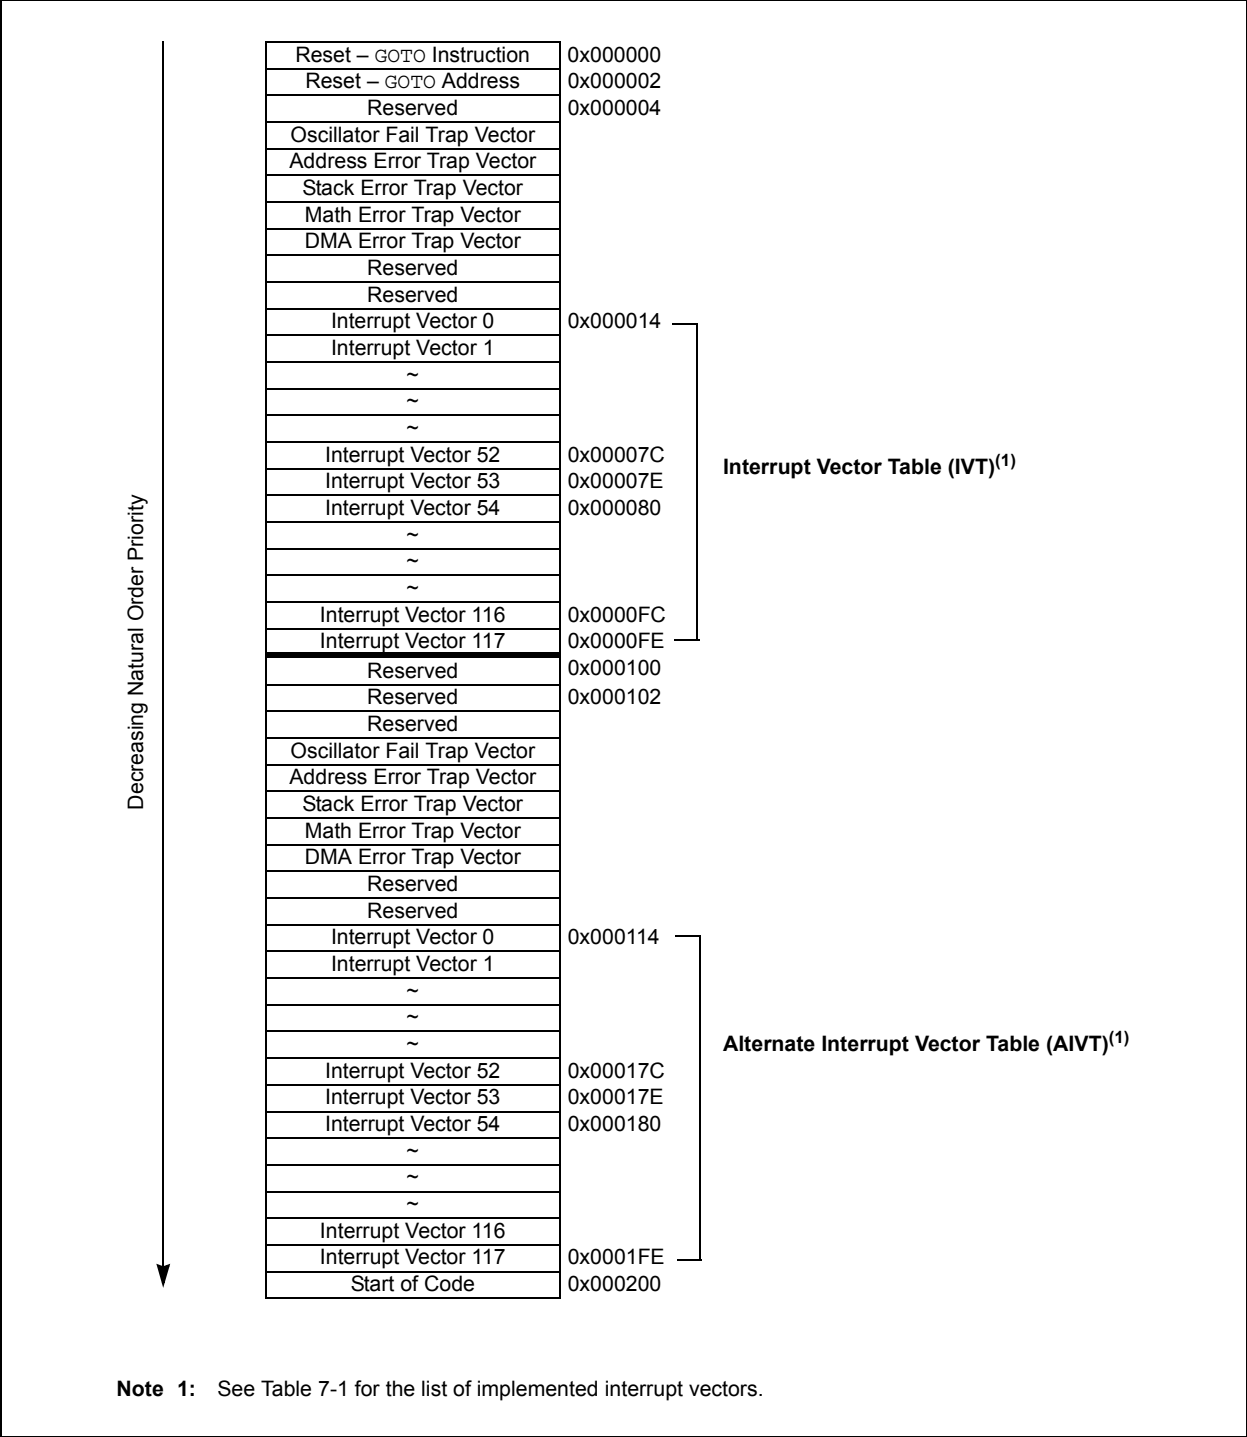 Reset – GOTO Instruction 0x000000
Reset – GOTO Address 0x000002
Reserved 0x000004
Oscillator Fail Trap Vector
Address Error Trap Vector
Stack Error Trap Vector
Math Error Trap Vector
DMA Error Trap Vector
Reserved
Reserved
Interrupt Vector 0 0x000014
Interrupt Vector 1
~
~
~
Interrupt Vector 52 0x00007C
Interrupt Vector Table (IVT)(1)
Interrupt Vector 53 0x00007E
Interrupt Vector 54 0x000080
~
~
~
Interrupt Vector 116 0x0000FC
Interrupt Vector 117 0x0000FE
Decreasing Natural Order Priority
Reserved 0x000100
Reserved 0x000102
Reserved
Oscillator Fail Trap Vector
Address Error Trap Vector
Stack Error Trap Vector
Math Error Trap Vector
DMA Error Trap Vector
Reserved
Reserved
Interrupt Vector 0 0x000114
Interrupt Vector 1
~
~
~
Alternate Interrupt Vector Table (AIVT)(1)
Interrupt Vector 52 0x00017C
Interrupt Vector 53 0x00017E
Interrupt Vector 54 0x000180
~
~
~
Interrupt Vector 116
Interrupt Vector 117 0x0001FE
Start of Code 0x000200
Note 1: See Table 7-1 for the list of implemented interrupt vectors.